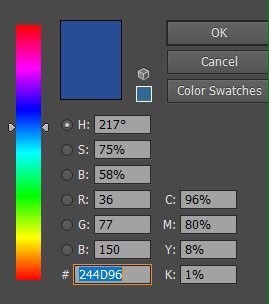 OK
Cancel
Color Swatches
H: 217°
S: 75%
B: 58%
R: 36 C: 96%
G: 77 M: 80%
B: 150 Y: 8%
# 244D96 K: 1%